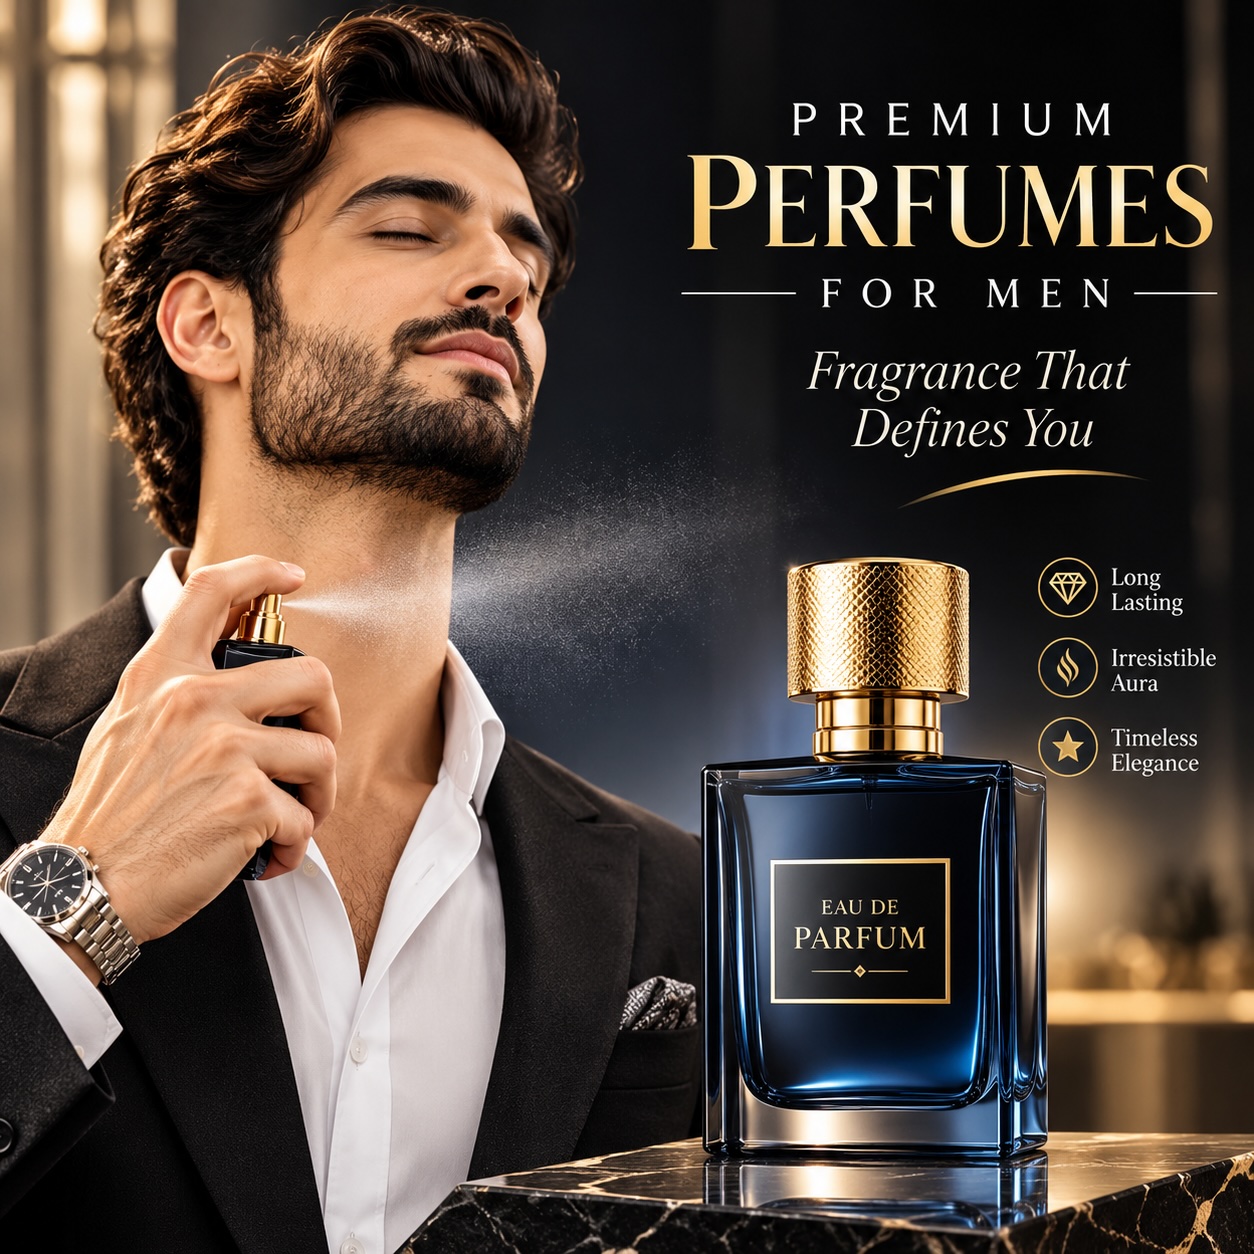 PREMIUM
PERFUMES
FOR MEN
Fragrance That
Defines You
Long
Lasting
Irresistible
Aura
Timeless
Elegance
EAU DE
PARFUM